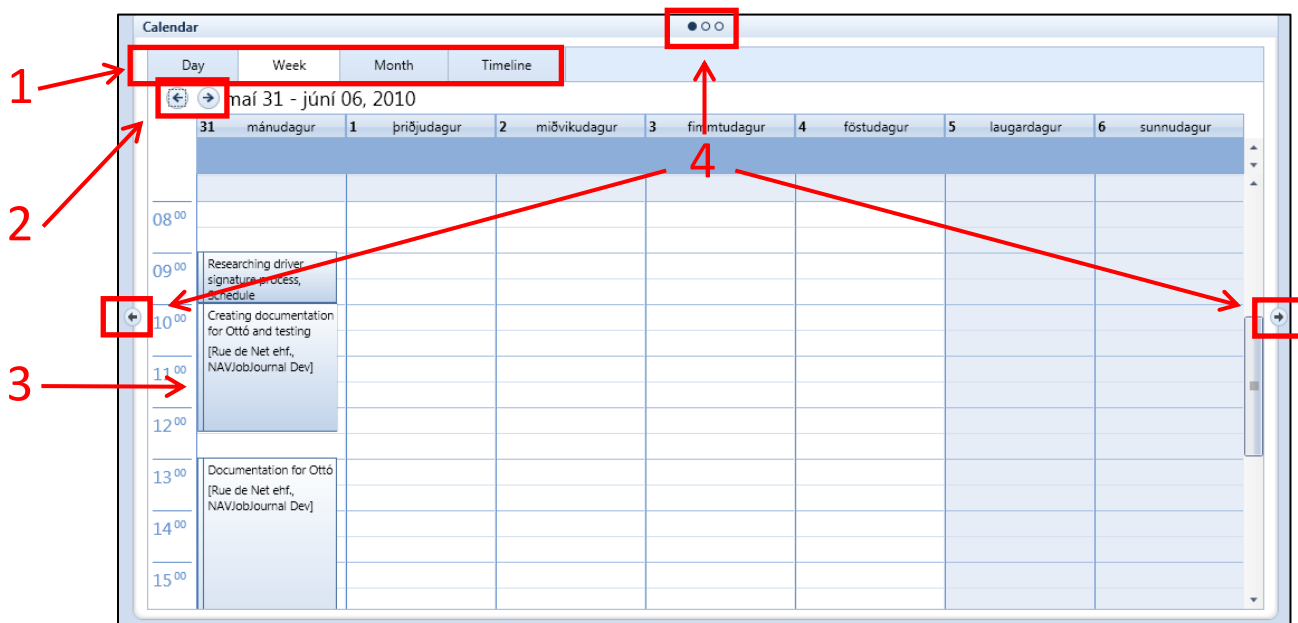 Calendar
1
Day Week Month Timeline
maí 31 - júní 06, 2010
2
31 mánudagur 1 þriðjudagur 2 miðvikudagur 3 fimmtudagur 4 föstudagur 5 laugardagur 6 sunnudagur
4
08 00
09 00
Researching driver
signature process,
Schedule
10 00
Creating documentation
for Ottó and testing
[Rue de Net ehf.,
NAVJobJournal Dev]
3
11 00
12 00
13 00
Documentation for Ottó
[Rue de Net ehf.,
NAVJobJournal Dev]
14 00
15 00